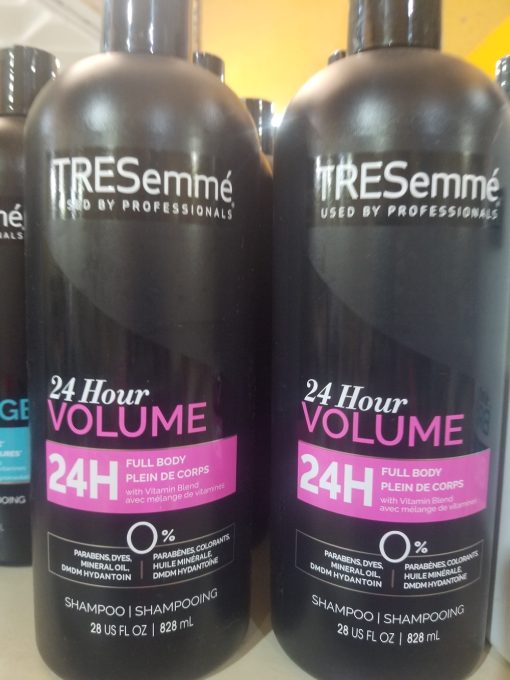 TRESemmé
USED BY PROFESSIONALS
24 Hour
VOLUME
24H
FULL BODY
PLEIN DE CORPS
with Vitamin Blend
avec mélange de vitamines
0%
PARABENS, DYES,
MINERAL OIL,
DMDM HYDANTOIN
PARABÈNES, COLORANTS,
HUILE MINÉRALE,
DMDM HYDANTOÏNE
SHAMPOO | SHAMPOOING
28 US FL OZ | 828 mL
TRESemmé
USED BY PROFESSIONALS
24 Hour
VOLUME
24H
FULL BODY
PLEIN DE CORPS
with Vitamin Blend
avec mélange de vitamines
0%
PARABENS, DYES,
MINERAL OIL,
DMDM HYDANTOIN
PARABÈNES, COLORANTS,
HUILE MINÉRALE,
DMDM HYDANTOÏNE
SHAMPOO | SHAMPOOING
28 US FL OZ | 828 mL